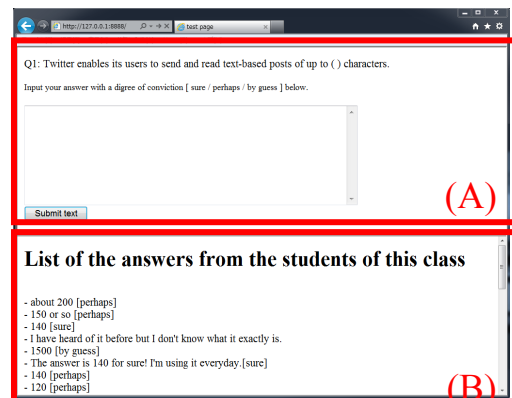 http://127.0.0.1:8888/
test page
Q1: Twitter enables its users to send and read text-based posts of up to ( ) characters.
Input your answer with a digree of conviction [ sure / perhaps / by guess ] below.
(A)
Submit text
List of the answers from the students of this class
- about 200 [perhaps]
- 150 or so [perhaps]
- 140 [sure]
- I have heard of it before but I don't know what it exactly is.
- 1500 [by guess]
- The answer is 140 for sure! I'm using it everyday.[sure]
- 140 [perhaps]
- 120 [perhaps]
(B)